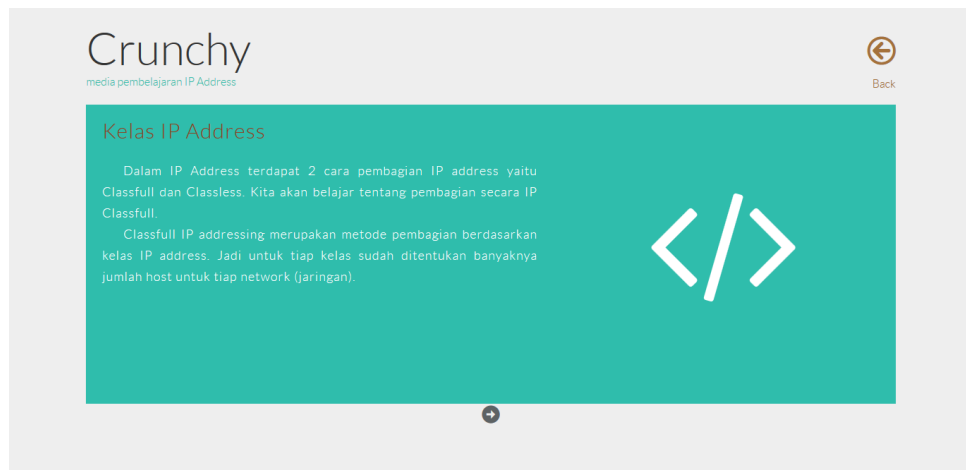 Crunchy
media pembelajaran IP Address
Back
Kelas IP Address
Dalam IP Address terdapat 2 cara pembagian IP address yaitu
Classfull dan Classless. Kita akan belajar tentang pembagian secara IP
Classfull.
Classfull IP addressing merupakan metode pembagian berdasarkan
kelas IP address. Jadi untuk tiap kelas sudah ditentukan banyaknya
jumlah host untuk tiap network (jaringan).